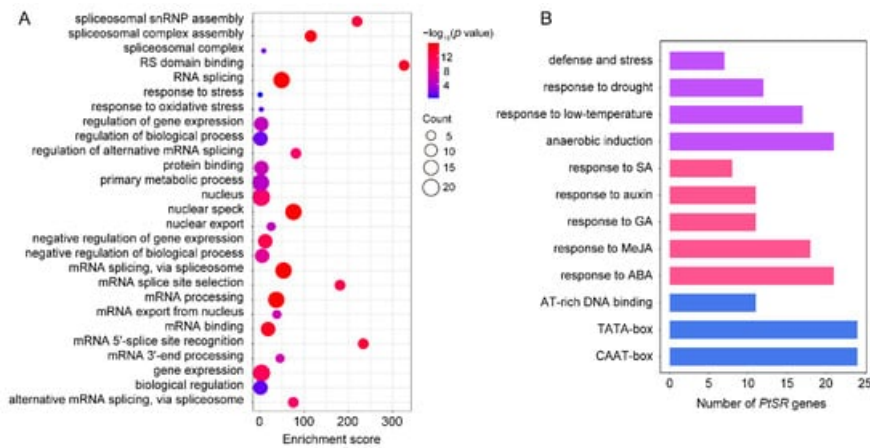 A
spliceosomal snRNP assembly
spliceosomal complex assembly
spliceosomal complex
RS domain binding
RNA splicing
response to stress
response to oxidative stress
regulation of gene expression
regulation of biological process
regulation of alternative mRNA splicing
protein binding
primary metabolic process
nucleus
nuclear speck
nuclear export
negative regulation of gene expression
negative regulation of biological process
mRNA splicing, via spliceosome
mRNA splice site selection
mRNA processing
mRNA export from nucleus
mRNA binding
mRNA 5'-splice site recognition
mRNA 3'-end processing
gene expression
biological regulation
alternative mRNA splicing, via spliceosome
0 100 200 300
Enrichment score
−log₁₀(p value)
12
8
4
Count
5
10
15
20
B
defense and stress
response to drought
response to low-temperature
anaerobic induction
response to SA
response to auxin
response to GA
response to MeJA
response to ABA
AT-rich DNA binding
TATA-box
CAAT-box
0 5 10 15 20 25
Number of PtSR genes